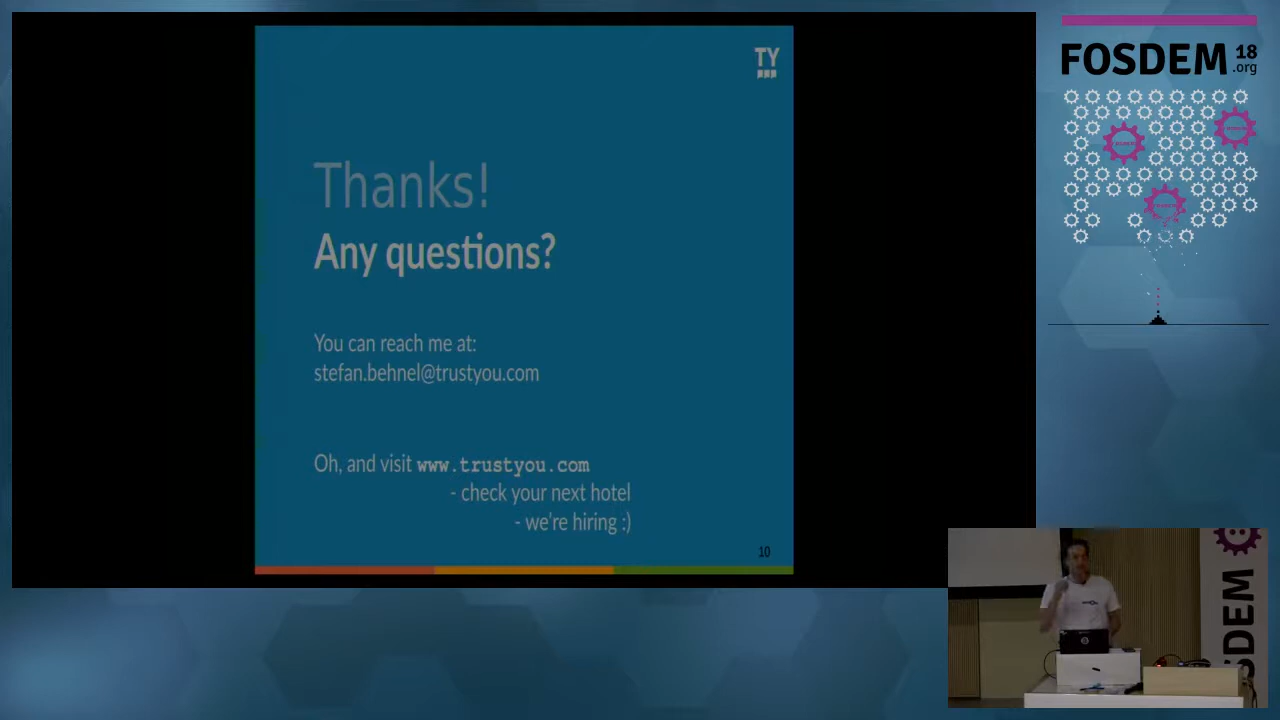 TY
Thanks!
Any questions?
You can reach me at:
stefan.behnel@trustyou.com
Oh, and visit www.trustyou.com
- check your next hotel
- we're hiring :)
10
FOSDEM 18
.org
SDEM